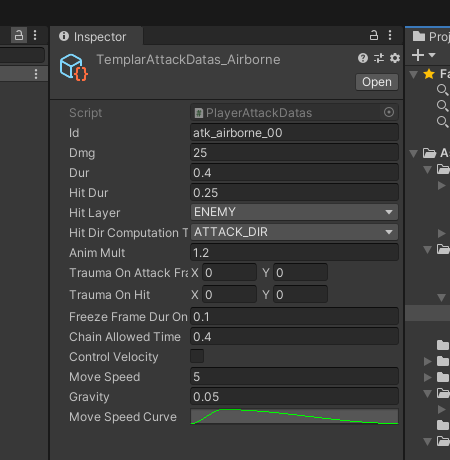 Inspector
TemplarAttackDatas_Airborne
Open
Script PlayerAttackDatas
Id atk_airborne_00
Dmg 25
Dur 0.4
Hit Dur 0.25
Hit Layer ENEMY
Hit Dir Computation T ATTACK_DIR
Anim Mult 1.2
Trauma On Attack Fra X 0 Y 0
Trauma On Hit X 0 Y 0
Freeze Frame Dur On 0.1
Chain Allowed Time 0.4
Control Velocity
Move Speed 5
Gravity 0.05
Move Speed Curve
Proj
Fa
A